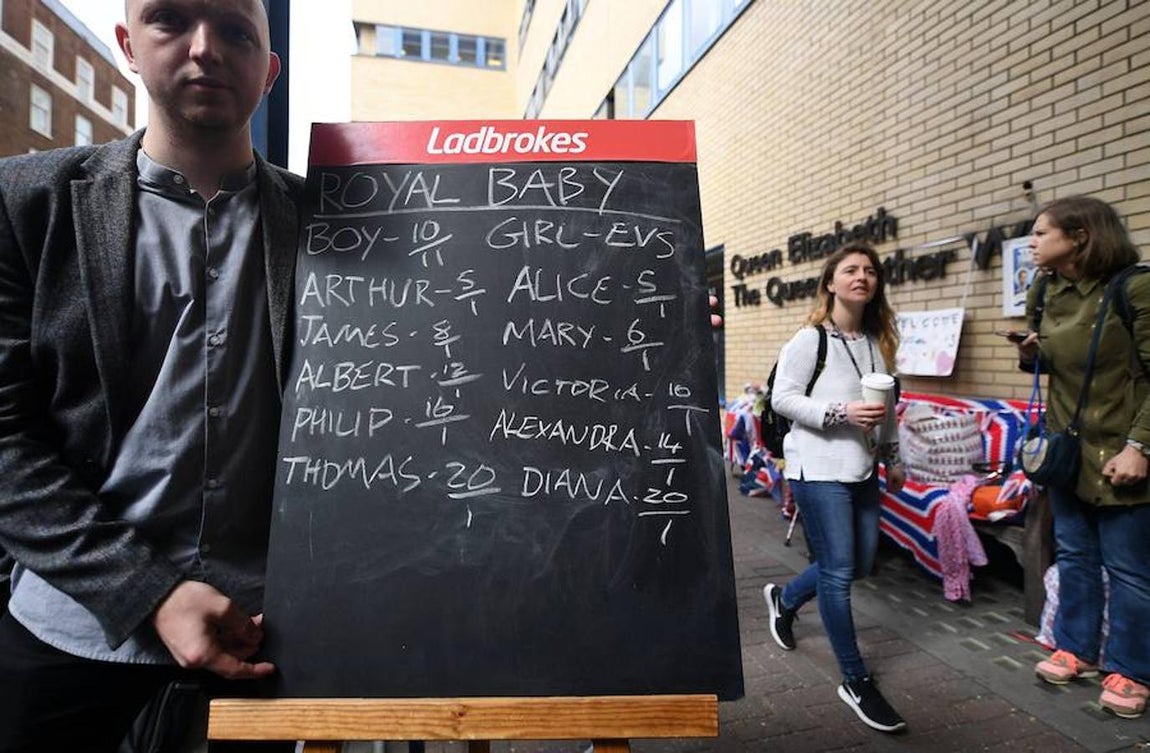 Ladbrokes
ROYAL BABY
BOY - 10/11 GIRL - EVS
ARTHUR - 5/1 ALICE - 5/1
JAMES - 8/1 MARY - 6/1
ALBERT - 12/1 VICTORIA - 10/1
PHILIP - 16/1 ALEXANDRA - 14/1
THOMAS - 20/1 DIANA - 20/1
Queen Elizabeth
The